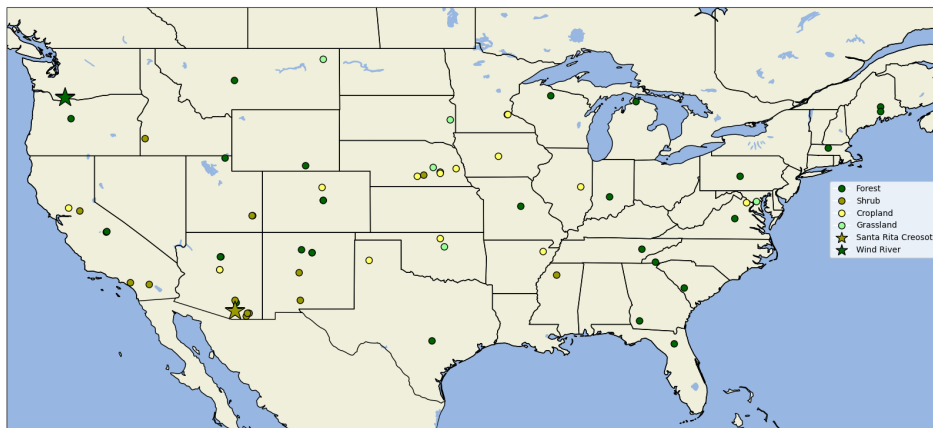 Forest
Shrub
Cropland
Grassland
Santa Rita Creosot
Wind River